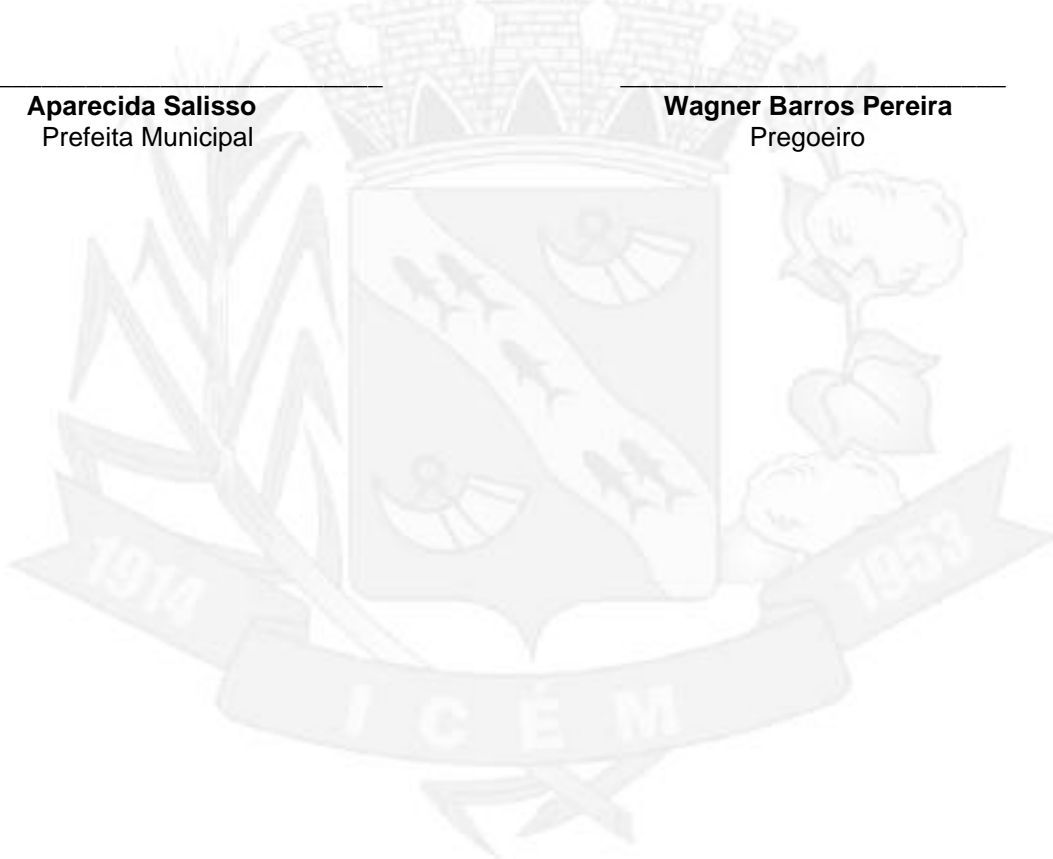 Aparecida Salisso
Prefeita Municipal
Wagner Barros Pereira
Pregoeiro
1914
1953
ICÉM